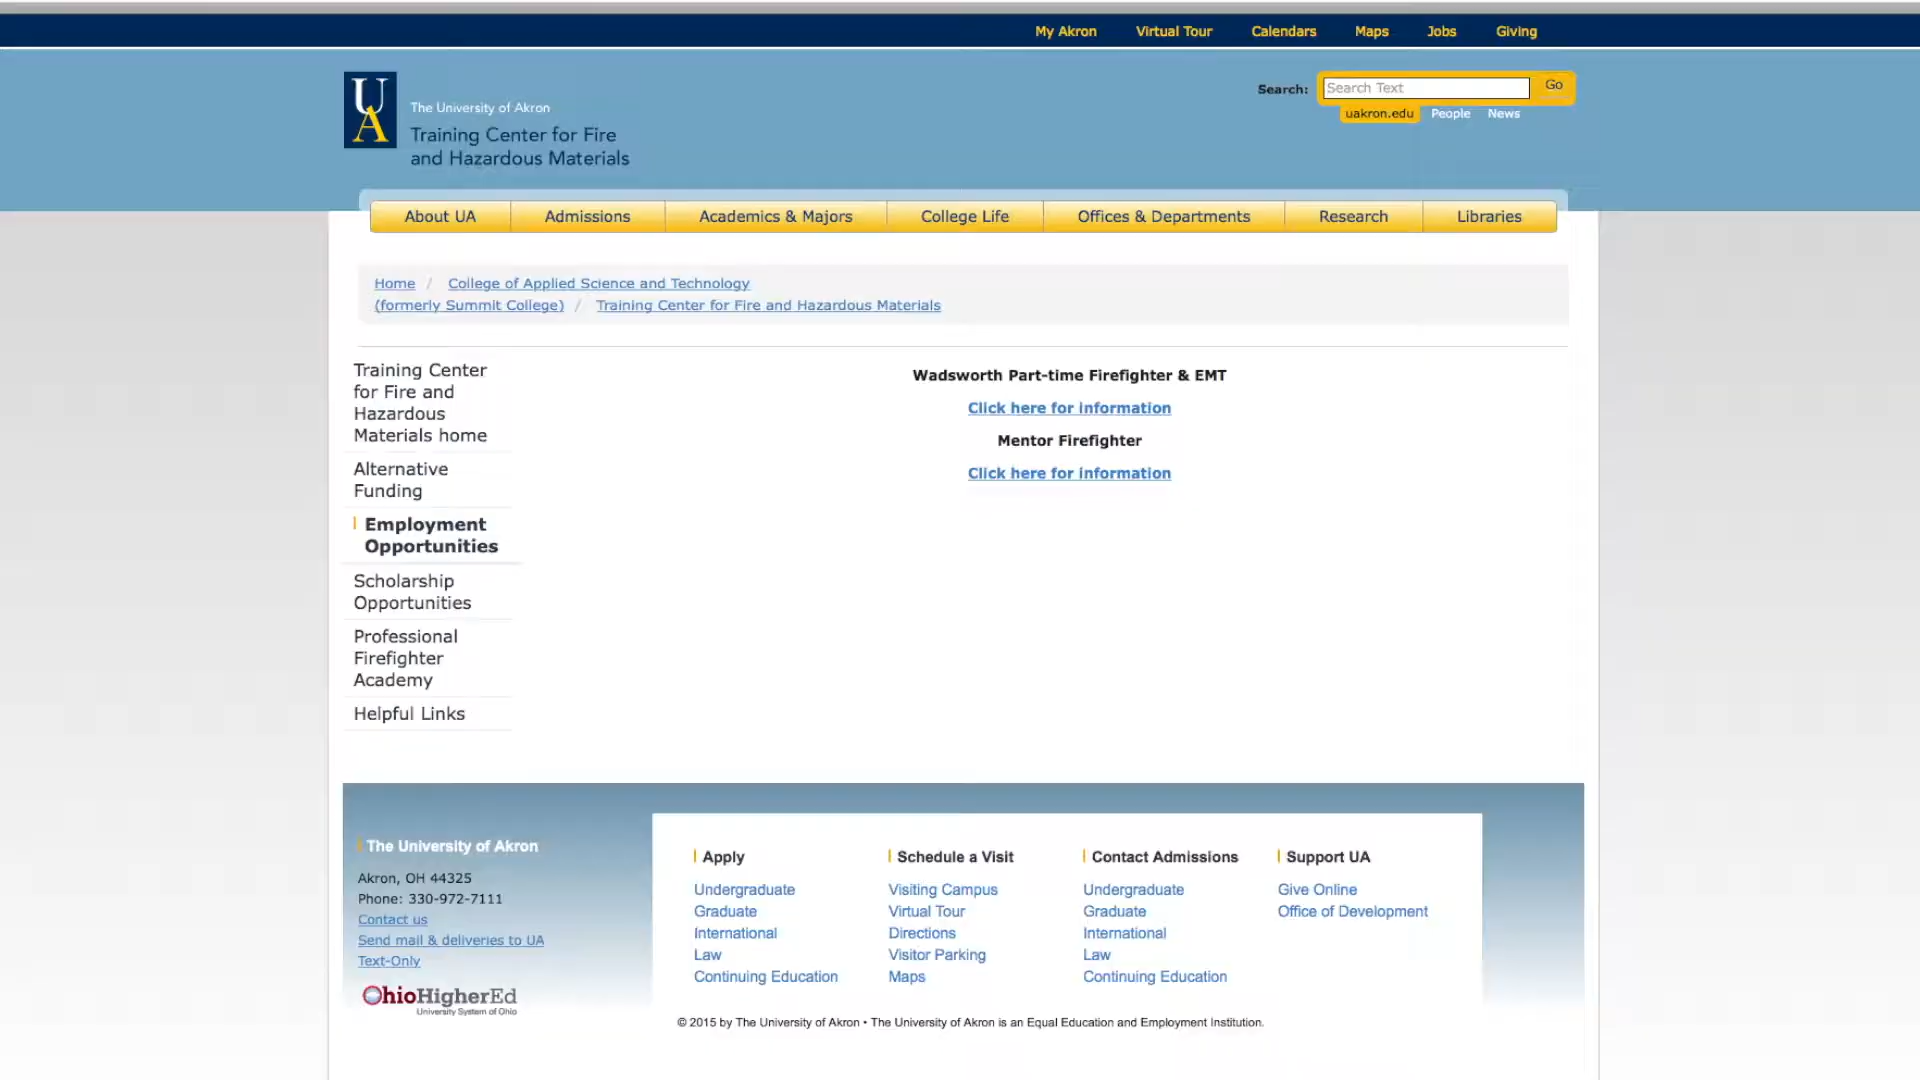 My Akron Virtual Tour Calendars Maps Jobs Giving
UA
The University of Akron
Training Center for Fire
and Hazardous Materials
Search: Search Text Go
uakron.edu People News
About UA Admissions Academics & Majors College Life Offices & Departments Research Libraries
Home / College of Applied Science and Technology
(formerly Summit College) / Training Center for Fire and Hazardous Materials
Training Center
for Fire and
Hazardous
Materials home
Alternative
Funding
Employment
Opportunities
Scholarship
Opportunities
Professional
Firefighter
Academy
Helpful Links
Wadsworth Part-time Firefighter & EMT
Click here for information
Mentor Firefighter
Click here for information
The University of Akron
Akron, OH 44325
Phone: 330-972-7111
Contact us
Send mail & deliveries to UA
Text-Only
OhioHigherEd
University System of Ohio
Apply
Undergraduate
Graduate
International
Law
Continuing Education
Schedule a Visit
Visiting Campus
Virtual Tour
Directions
Visitor Parking
Maps
Contact Admissions
Undergraduate
Graduate
International
Law
Continuing Education
Support UA
Give Online
Office of Development
© 2015 by The University of Akron • The University of Akron is an Equal Education and Employment Institution.